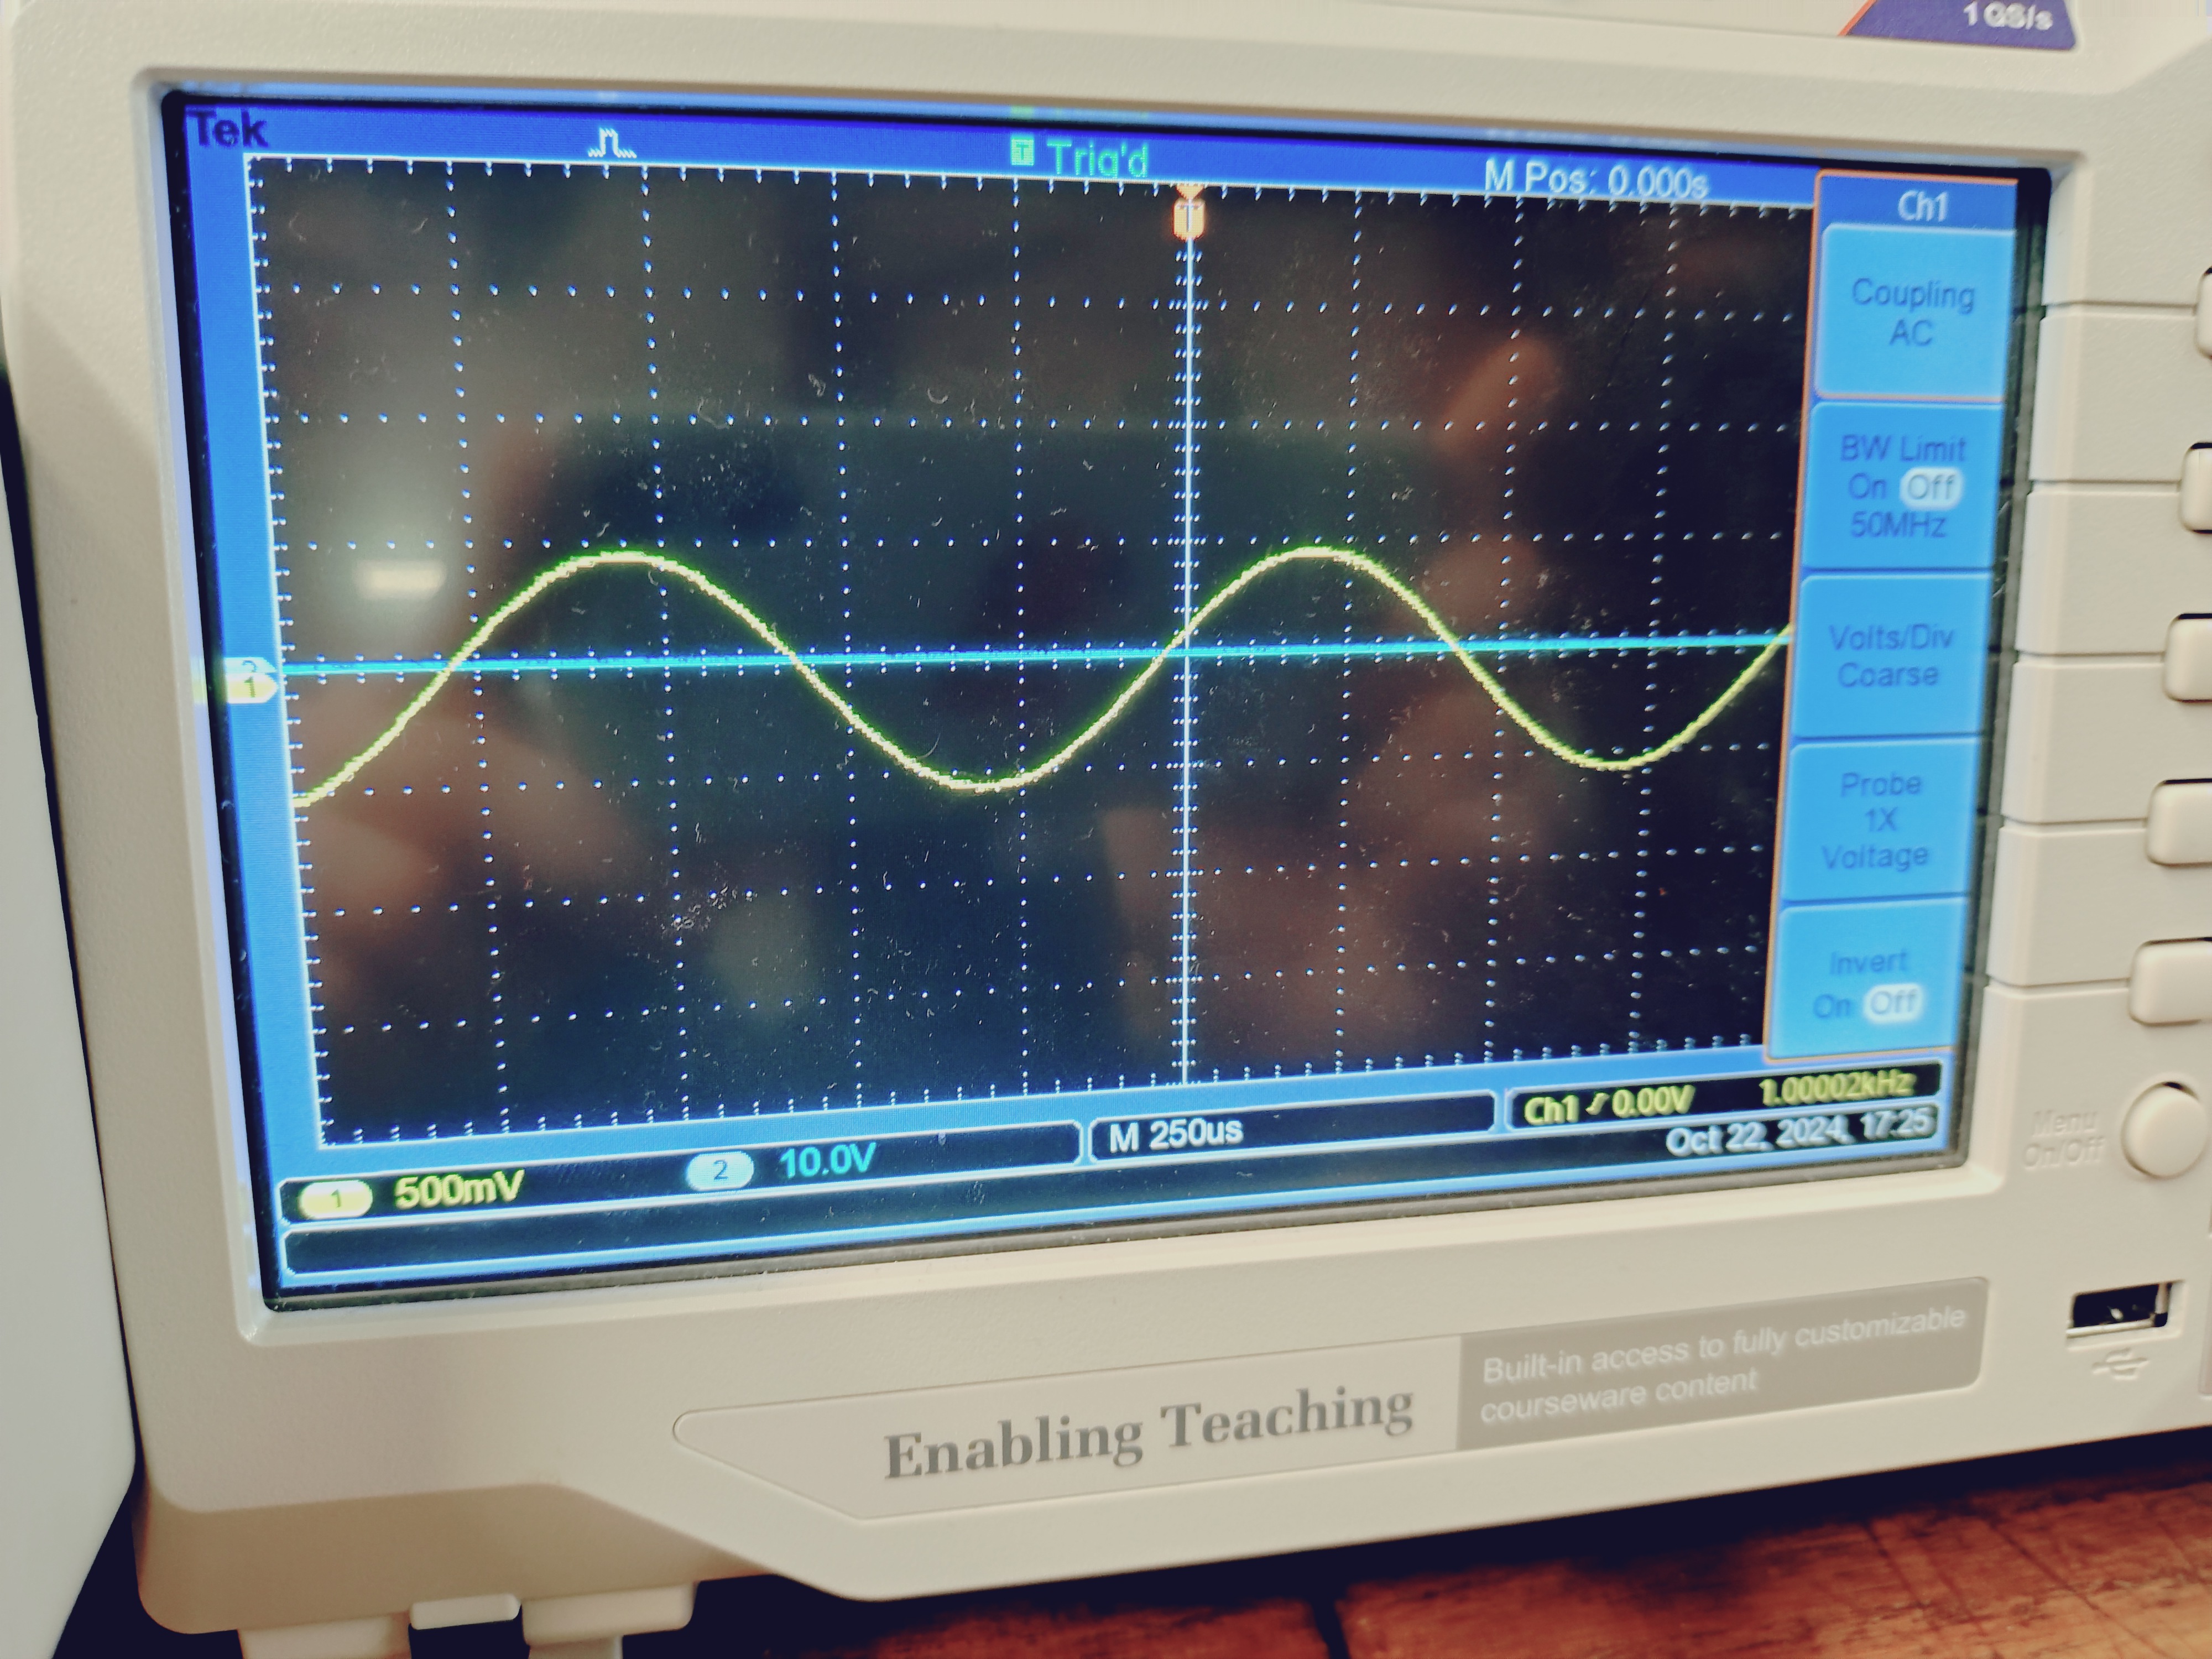 1 GS/s
Tek
T Trig'd
M Pos: 0.000s
T
Ch1
Coupling
AC
BW Limit
On Off
50MHz
Volts/Div
Coarse
Probe
1X
Voltage
Invert
On Off
2
1
1 500mV
2 10.0V
M 250us
Ch1 0.00V
1.00002kHz
Oct 22, 2024, 17:25
Menu
On/Off
Enabling Teaching
Built-in access to fully customizable
courseware content